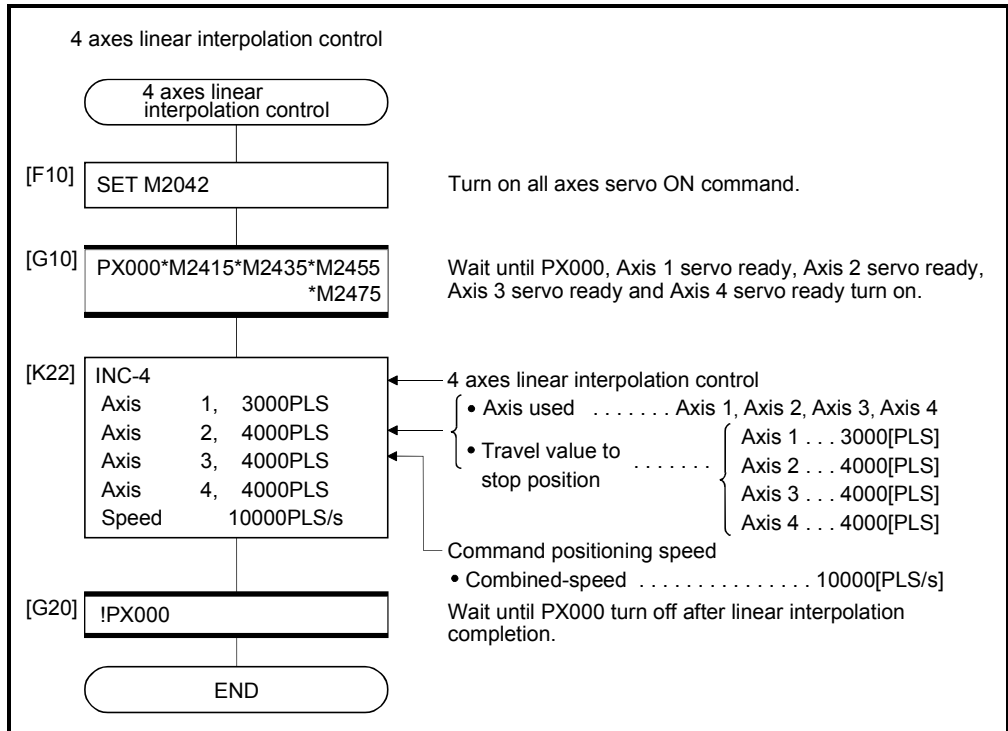 4 axes linear interpolation control
4 axes linear
interpolation control
[F10]
SET M2042
Turn on all axes servo ON command.
[G10]
PX000*M2415*M2435*M2455
*M2475
Wait until PX000, Axis 1 servo ready, Axis 2 servo ready,
Axis 3 servo ready and Axis 4 servo ready turn on.
[K22]
INC-4
Axis 1, 3000PLS
Axis 2, 4000PLS
Axis 3, 4000PLS
Axis 4, 4000PLS
Speed 10000PLS/s
4 axes linear interpolation control
• Axis used . . . . . . . Axis 1, Axis 2, Axis 3, Axis 4
• Travel value to
stop position . . . . . . .
Axis 1 . . . 3000[PLS]
Axis 2 . . . 4000[PLS]
Axis 3 . . . 4000[PLS]
Axis 4 . . . 4000[PLS]
Command positioning speed
• Combined-speed . . . . . . . . . . . . . . . 10000[PLS/s]
[G20]
!PX000
Wait until PX000 turn off after linear interpolation
completion.
END